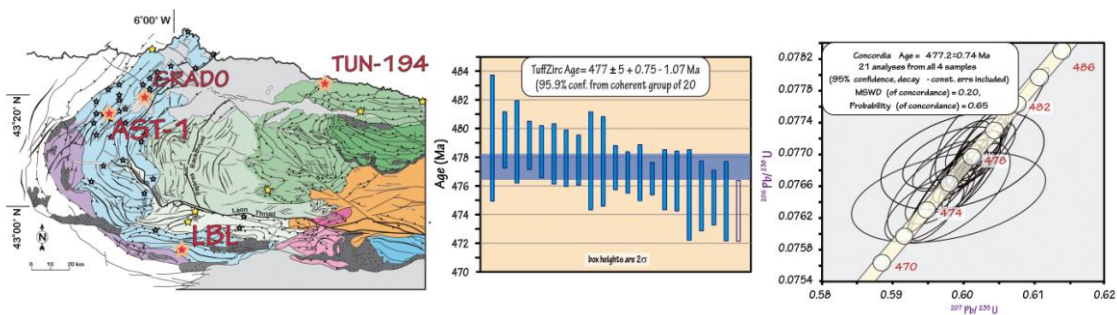 6°00' W
GRADO
TUN-194
43°20' N
AST-1
León Thrust
43°00' N
N
LBL
0 10 20 km
484
482
480
478
476
474
472
470
Age (Ma)
TuffZirc Age= 477 ± 5 + 0.75 - 1.07 Ma
(95.9% conf. from coherent group of 20
box heights are 2σ
0.0782
0.0778
0.0774
0.0770
0.0766
0.0762
0.0758
0.0754
²⁰⁶Pb/²³⁸U
Concordia Age = 477.2=0.74 Ma
21 analyses from all 4 samples
(95% confidence, decay - const. errs included)
MSWD (of concordance) = 0.20,
Probability (of concordance) = 0.65
486
482
478
474
470
0.58 0.59 0.60 0.61 0.62
²⁰⁷Pb/²³⁵U